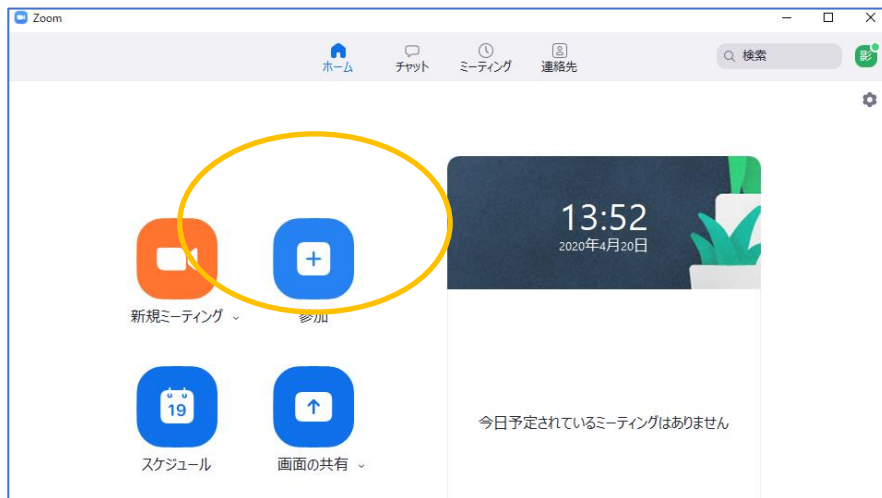 Zoom
ホーム
チャット
ミーティング
連絡先
検索
影
13:52
2020年4月20日
新規ミーティング
参加
19
スケジュール
画面の共有
今日予定されているミーティングはありません